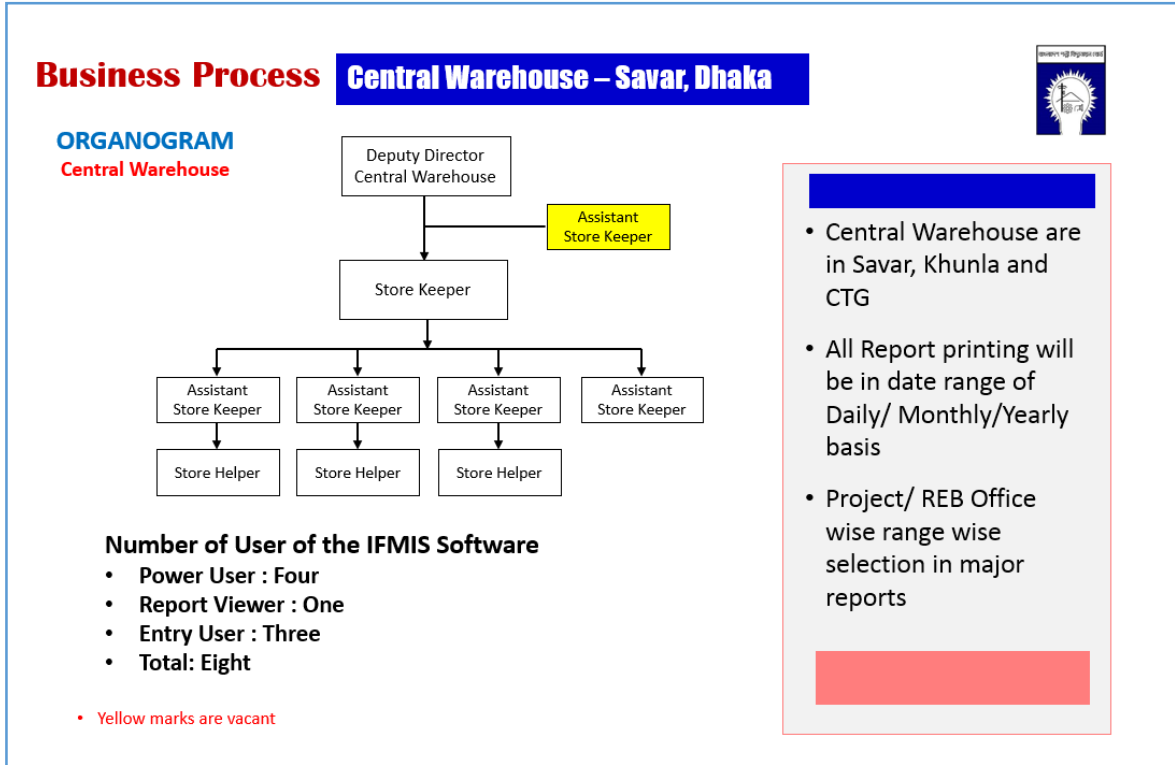 Business Process
Central Warehouse – Savar, Dhaka
ORGANOGRAM
Central Warehouse
Deputy Director
Central Warehouse
Assistant
Store Keeper
Store Keeper
Assistant
Store Keeper
Assistant
Store Keeper
Assistant
Store Keeper
Assistant
Store Keeper
Store Helper
Store Helper
Store Helper
Number of User of the IFMIS Software
• Power User : Four
• Report Viewer : One
• Entry User : Three
• Total: Eight
• Yellow marks are vacant
• Central Warehouse are
in Savar, Khunla and
CTG
• All Report printing will
be in date range of
Daily/ Monthly/Yearly
basis
• Project/ REB Office
wise range wise
selection in major
reports